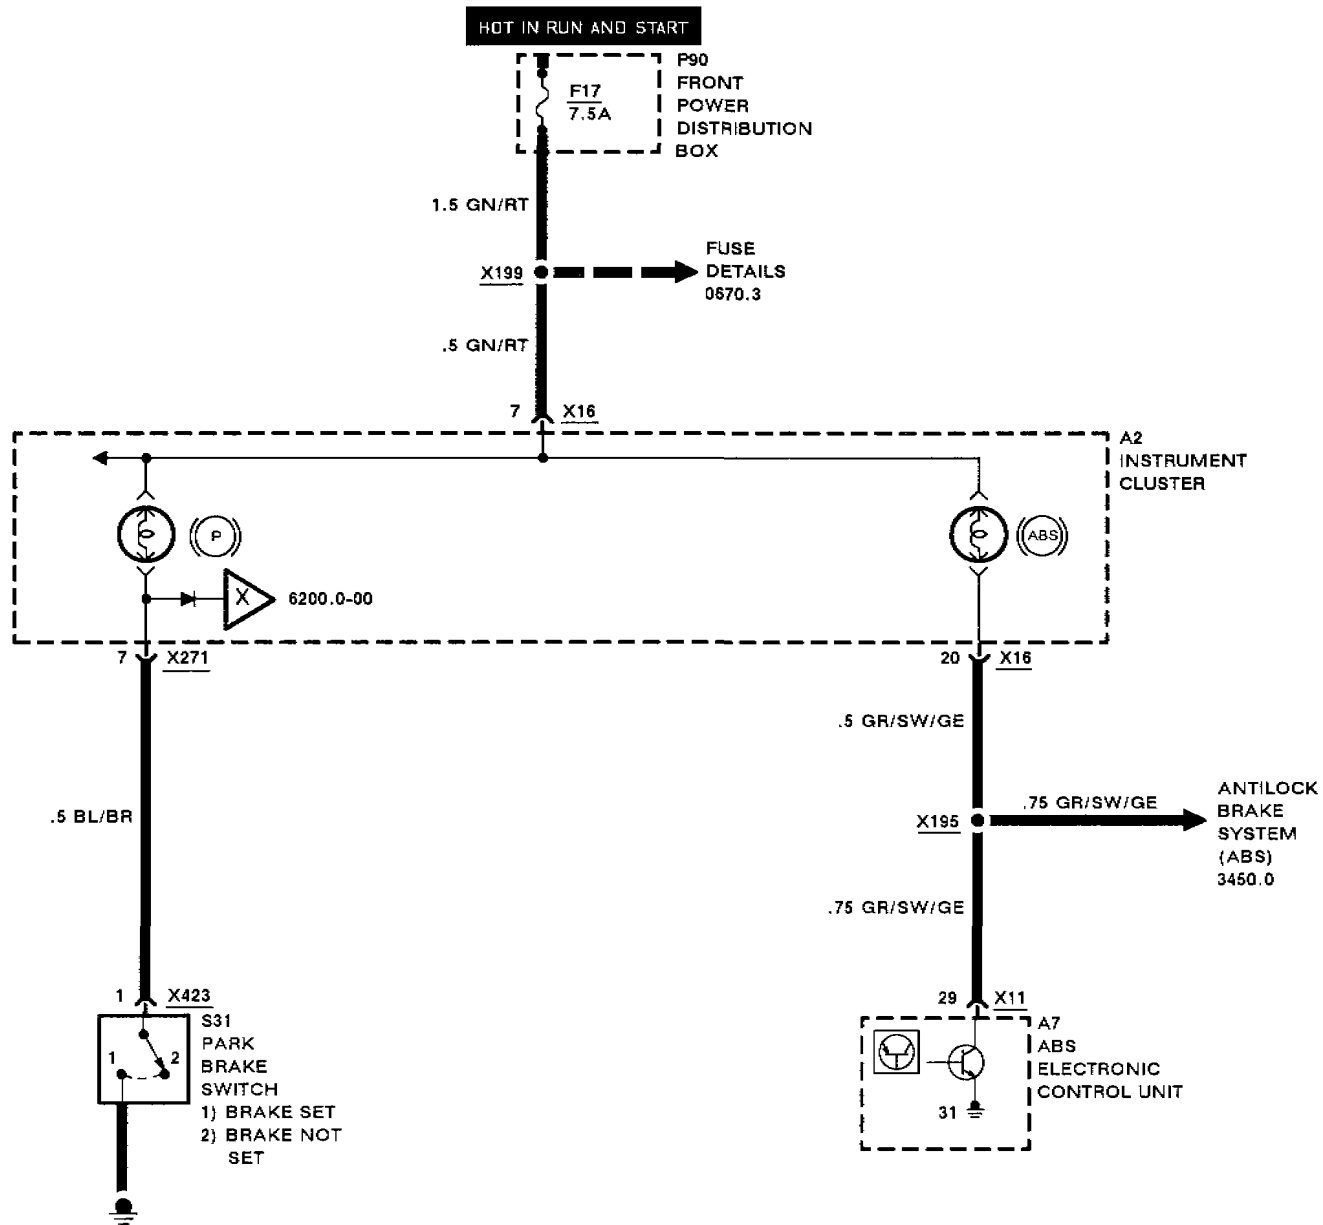 HOT IN RUN AND START
P90
FRONT
POWER
DISTRIBUTION
BOX
F17
7.5A
1.5 GN/RT
X199
FUSE
DETAILS
0670.3
.5 GN/RT
7 X16
A2
INSTRUMENT
CLUSTER
P
ABS
X 6200.0-00
7 X271
20 X16
.5 GR/SW/GE
.5 BL/BR
X195
.75 GR/SW/GE
ANTILOCK
BRAKE
SYSTEM
(ABS)
3450.0
.75 GR/SW/GE
1 X423
S31
PARK
BRAKE
SWITCH
1) BRAKE SET
2) BRAKE NOT
SET
1 2
29 X11
A7
ABS
ELECTRONIC
CONTROL UNIT
31